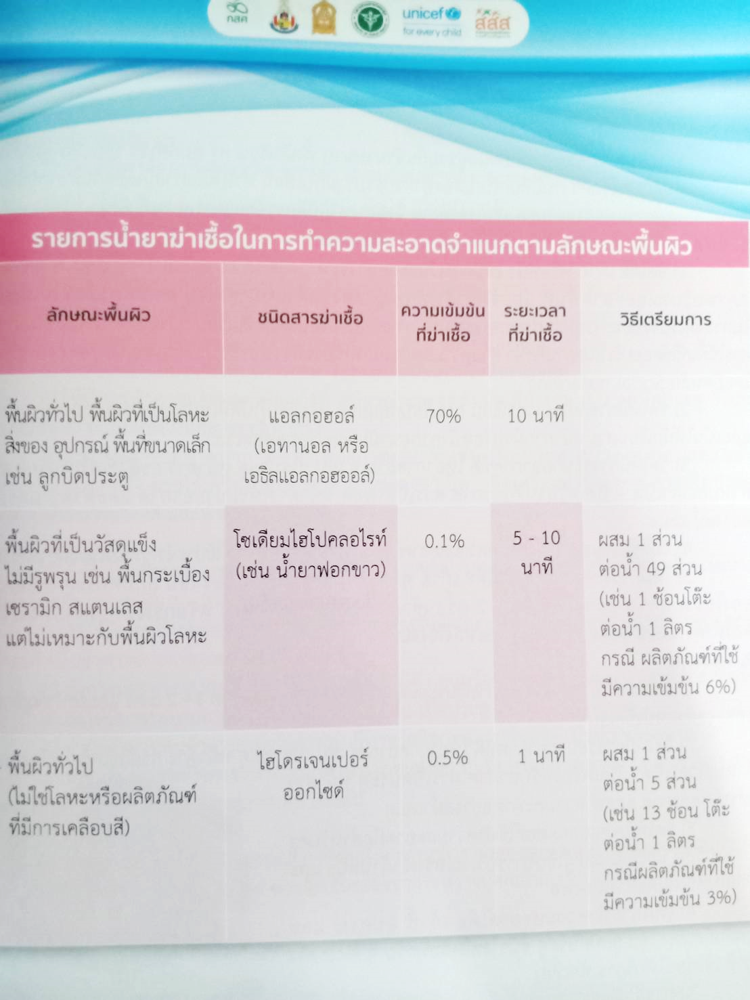 กสศ
unicef
for every child
สสส
รายการน้ำยาฆ่าเชื้อในการทำความสะอาดจำแนกตามลักษณะพื้นผิว
ลักษณะพื้นผิว
ชนิดสารฆ่าเชื้อ
ความเข้มข้น
ที่ฆ่าเชื้อ
ระยะเวลา
ที่ฆ่าเชื้อ
วิธีเตรียมการ
พื้นผิวทั่วไป พื้นผิวที่เป็นโลหะ
สิ่งของ อุปกรณ์ พื้นที่ขนาดเล็ก
เช่น ลูกบิดประตู
แอลกอฮอล์
(เอทานอล หรือ
เอธิลแอลกอฮออล์)
70%
10 นาที
พื้นผิวที่เป็นวัสดุแข็ง
ไม่มีรูพรุน เช่น พื้นกระเบื้อง
เซรามิก สแตนเลส
แต่ไม่เหมาะกับพื้นผิวโลหะ
โซเดียมไฮโปคลอไรท์
(เช่น น้ำยาฟอกขาว)
0.1%
5 - 10
นาที
ผสม 1 ส่วน
ต่อน้ำ 49 ส่วน
(เช่น 1 ช้อนโต๊ะ
ต่อน้ำ 1 ลิตร
กรณี ผลิตภัณฑ์ที่ใช้
มีความเข้มข้น 6%)
พื้นผิวทั่วไป
(ไม่ใช่โลหะหรือผลิตภัณฑ์
ที่มีการเคลือบสี)
ไฮโดรเจนเปอร์
ออกไซด์
0.5%
1 นาที
ผสม 1 ส่วน
ต่อน้ำ 5 ส่วน
(เช่น 13 ช้อน โต๊ะ
ต่อน้ำ 1 ลิตร
กรณีผลิตภัณฑ์ที่ใช้
มีความเข้มข้น 3%)